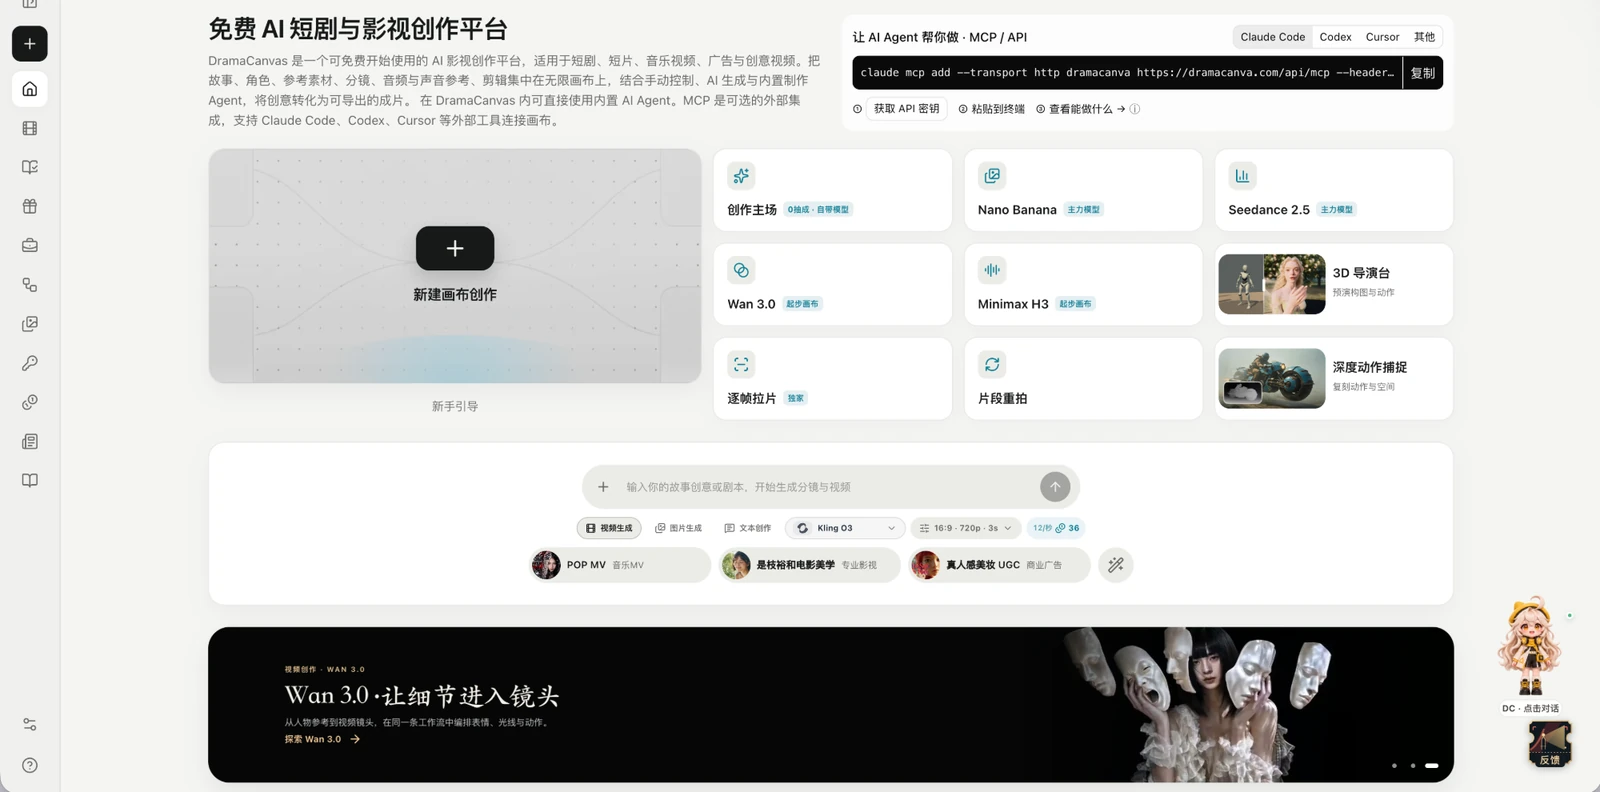 免费 AI 短剧与影视创作平台
DramaCanvas 是一个可免费开始使用的 AI 影视创作平台，适用于短剧、短片、音乐视频、广告与创意视频。把
故事、角色、参考素材、分镜、音频与声音参考、剪辑集中在无限画布上，结合手动控制、AI 生成与内置制作
Agent，将创意转化为可导出的成片。 在 DramaCanvas 内可直接使用内置 AI Agent。MCP 是可选的外部集
成，支持 Claude Code、Codex、Cursor 等外部工具连接画布。
让 AI Agent 帮你做 · MCP / API
Claude Code Codex Cursor 其他
claude mcp add --transport http dramacanva https://dramacanva.com/api/mcp --header… 复制
① 获取 API 密钥 ② 粘贴到终端 ③ 查看能做什么 → ⓘ
新建画布创作
新手引导
创作主场 0抽成 · 自带模型
Nano Banana 主力模型
Seedance 2.5 主力模型
Wan 3.0 起步画布
Minimax H3 起步画布
3D 导演台
预演构图与动作
逐帧拉片 独家
片段重拍
深度动作捕捉
复刻动作与空间
输入你的故事创意或剧本，开始生成分镜与视频
视频生成 图片生成 文本创作 Kling O3 16:9 · 720p · 3s 12/秒 36
POP MV 音乐MV 是枝裕和电影美学 专业影视 真人感美妆 UGC 商业广告
视频创作 · WAN 3.0
Wan 3.0 · 让细节进入镜头
从人物参考到视频镜头，在同一条工作流中编排表情、光线与动作。
探索 Wan 3.0 →
DC · 点击对话
反馈